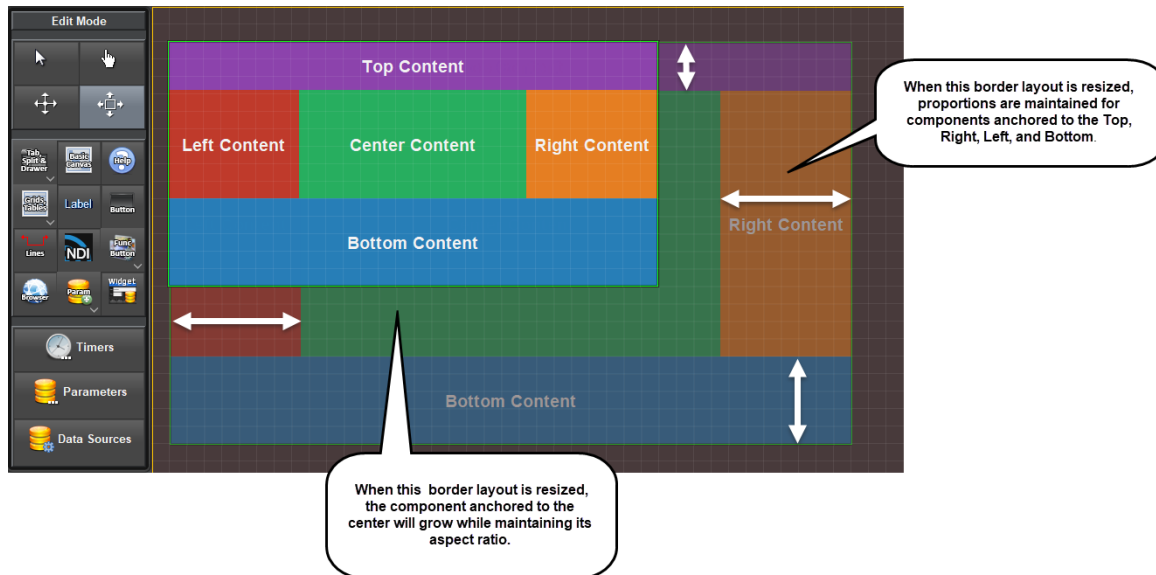 Edit Mode
Tab,
Split &
Drawer
Basic
Canvas
Help
Grids,
Tables
Label
Button
Lines
NDI
Func
Button
Browser
Param
Widget
Timers
Parameters
Data Sources
Top Content
Left Content
Center Content
Right Content
Bottom Content
Right Content
Bottom Content
When this border layout is resized,
proportions are maintained for
components anchored to the Top,
Right, Left, and Bottom.
When this border layout is resized,
the component anchored to the
center will grow while maintaining its
aspect ratio.